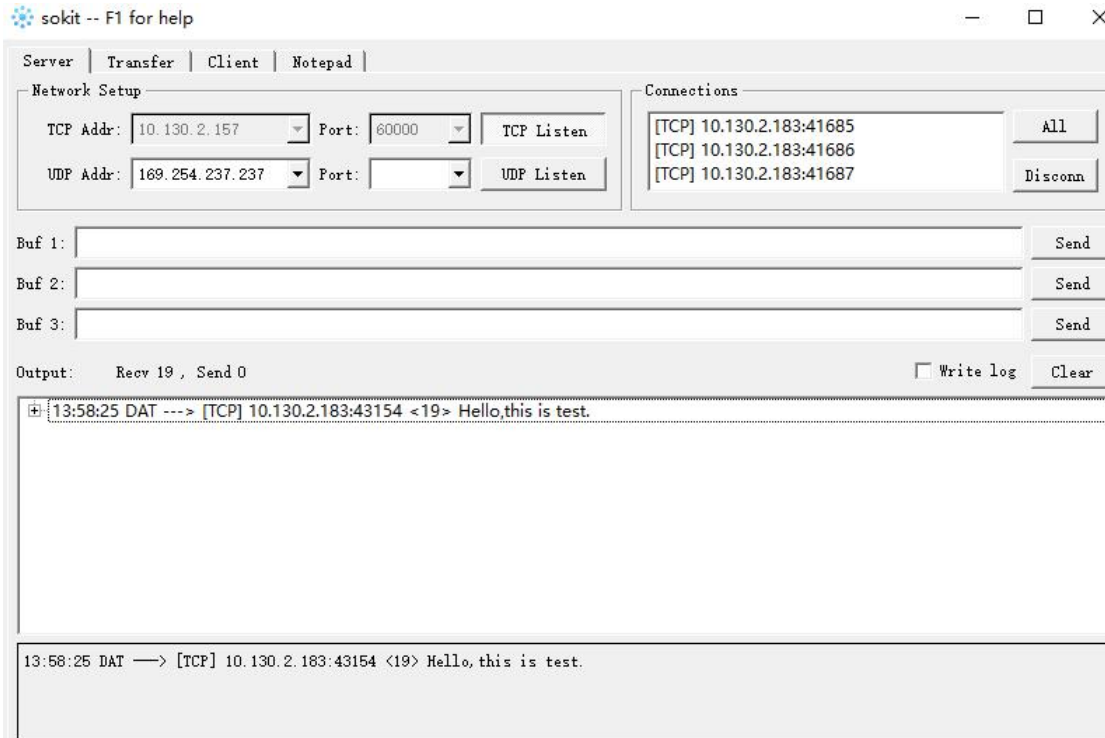 sokit -- F1 for help
Server Transfer Client Notepad
Network Setup
TCP Addr: 10.130.2.157 Port: 60000 TCP Listen
UDP Addr: 169.254.237.237 Port: UDP Listen
Connections
[TCP] 10.130.2.183:41685
[TCP] 10.130.2.183:41686
[TCP] 10.130.2.183:41687
All
Disconn
Buf 1: Send
Buf 2: Send
Buf 3: Send
Output: Recv 19 , Send 0 Write log Clear
13:58:25 DAT ---> [TCP] 10.130.2.183:43154 <19> Hello,this is test.
13:58:25 DAT ──> [TCP] 10.130.2.183:43154 <19> Hello,this is test.